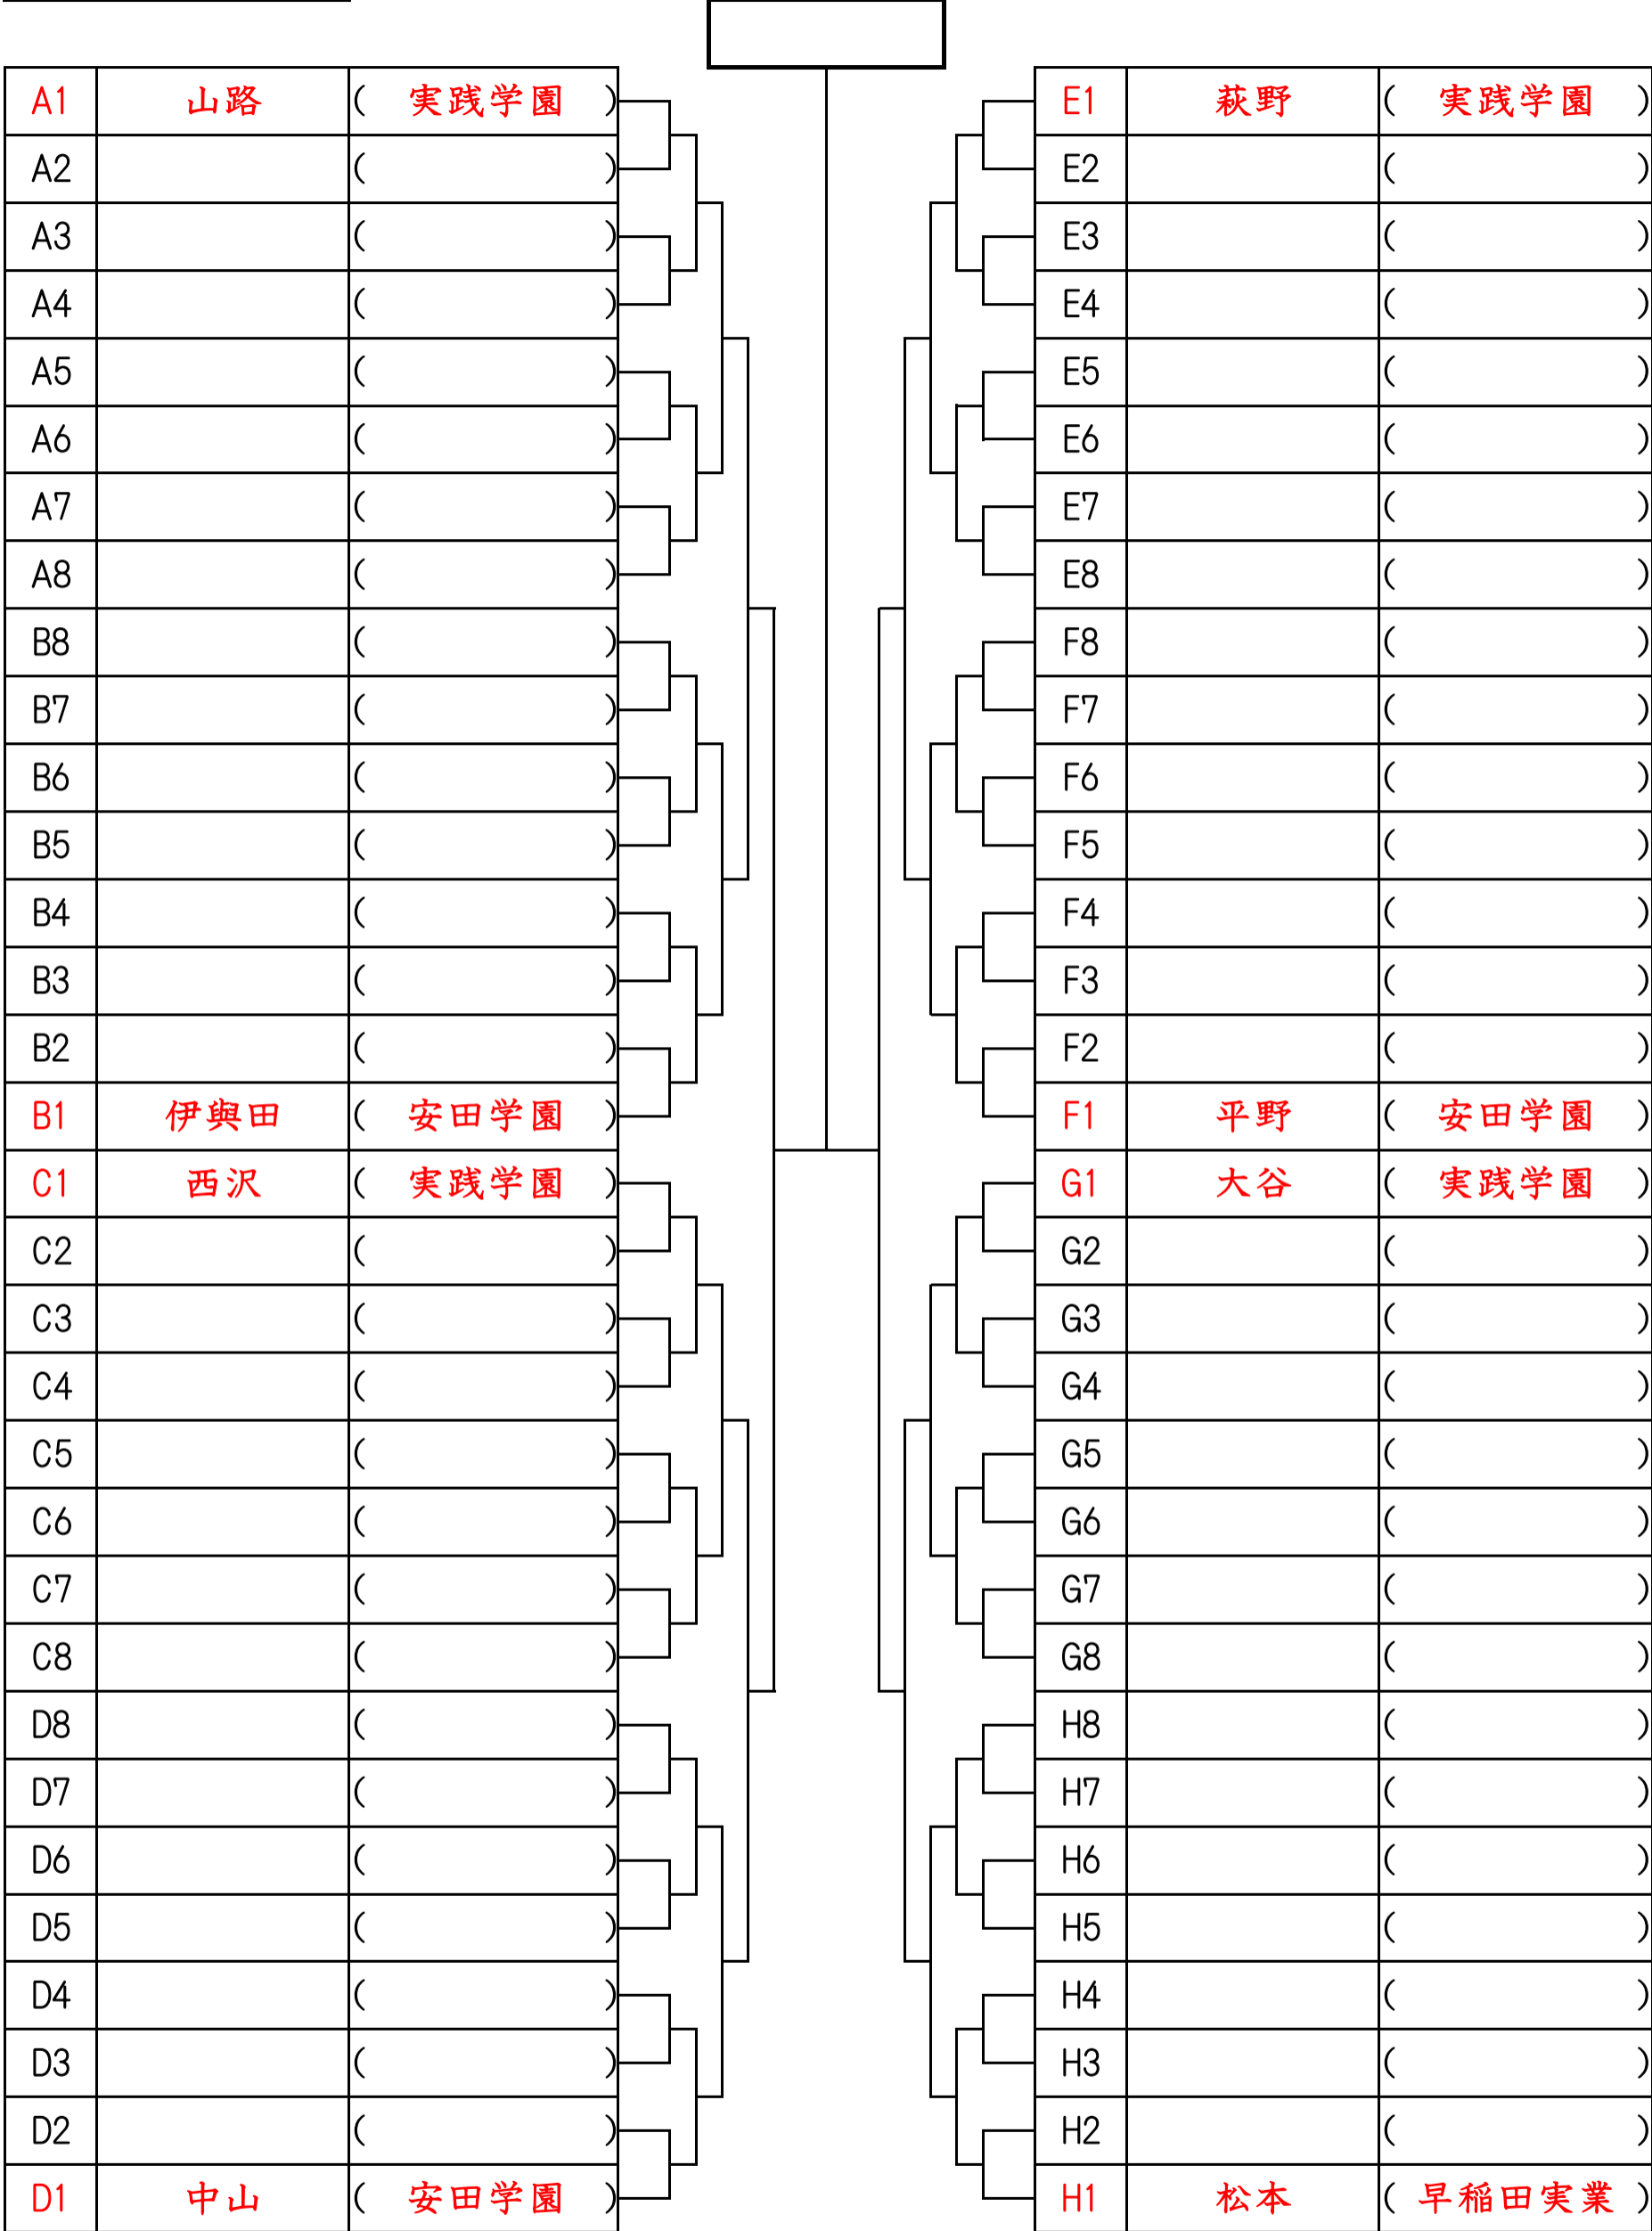 A1 山路 ( 実践学園 )
A2 ( )
A3 ( )
A4 ( )
A5 ( )
A6 ( )
A7 ( )
A8 ( )
B8 ( )
B7 ( )
B6 ( )
B5 ( )
B4 ( )
B3 ( )
B2 ( )
B1 伊與田 ( 安田学園 )
C1 西沢 ( 実践学園 )
C2 ( )
C3 ( )
C4 ( )
C5 ( )
C6 ( )
C7 ( )
C8 ( )
D8 ( )
D7 ( )
D6 ( )
D5 ( )
D4 ( )
D3 ( )
D2 ( )
D1 中山 ( 安田学園 )
E1 萩野 ( 実践学園 )
E2 ( )
E3 ( )
E4 ( )
E5 ( )
E6 ( )
E7 ( )
E8 ( )
F8 ( )
F7 ( )
F6 ( )
F5 ( )
F4 ( )
F3 ( )
F2 ( )
F1 平野 ( 安田学園 )
G1 大谷 ( 実践学園 )
G2 ( )
G3 ( )
G4 ( )
G5 ( )
G6 ( )
G7 ( )
G8 ( )
H8 ( )
H7 ( )
H6 ( )
H5 ( )
H4 ( )
H3 ( )
H2 ( )
H1 松本 ( 早稲田実業 )